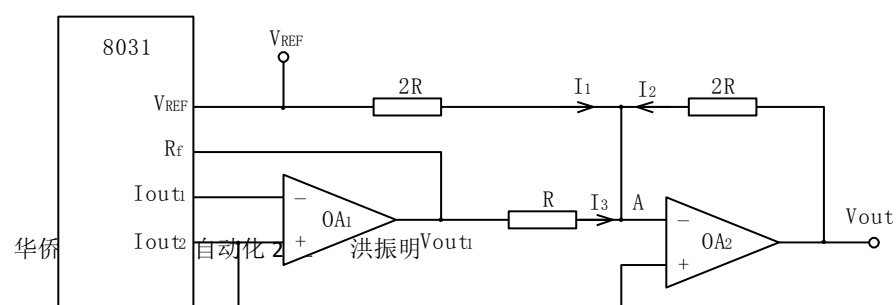 8031
VREF
VREF
2R
I1
I2
2R
Rf
Iout1
OA1
R
I3
A
Vout
Iout2
华侨
自动化 2
洪振明
Vout1
OA2